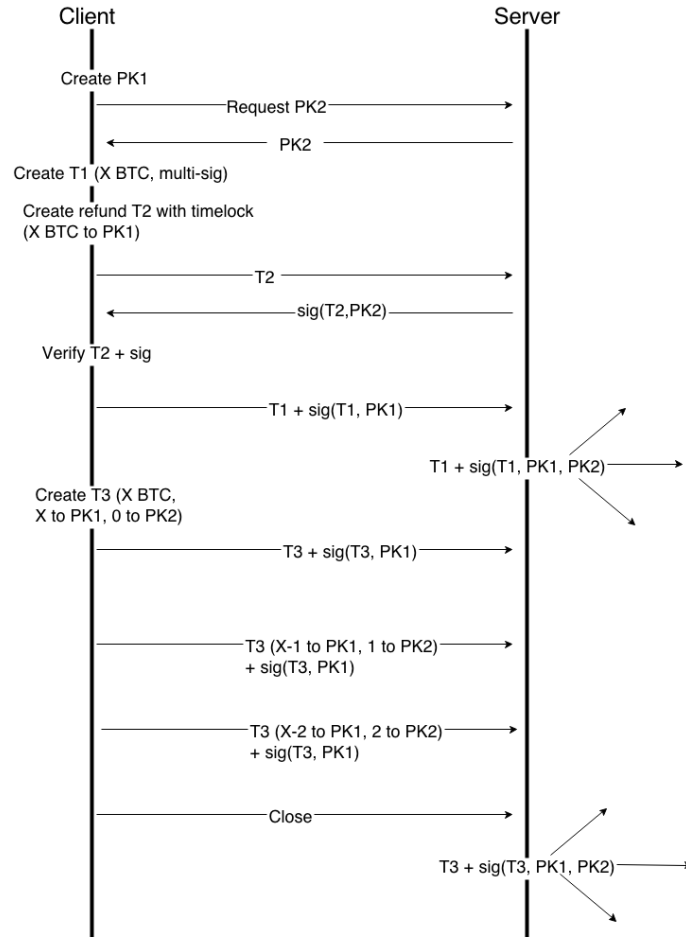 Client
Server
Create PK1
Request PK2
PK2
Create T1 (X BTC, multi-sig)
Create refund T2 with timelock
(X BTC to PK1)
T2
sig(T2,PK2)
Verify T2 + sig
T1 + sig(T1, PK1)
T1 + sig(T1, PK1, PK2)
Create T3 (X BTC,
X to PK1, 0 to PK2)
T3 + sig(T3, PK1)
T3 (X-1 to PK1, 1 to PK2)
+ sig(T3, PK1)
T3 (X-2 to PK1, 2 to PK2)
+ sig(T3, PK1)
Close
T3 + sig(T3, PK1, PK2)